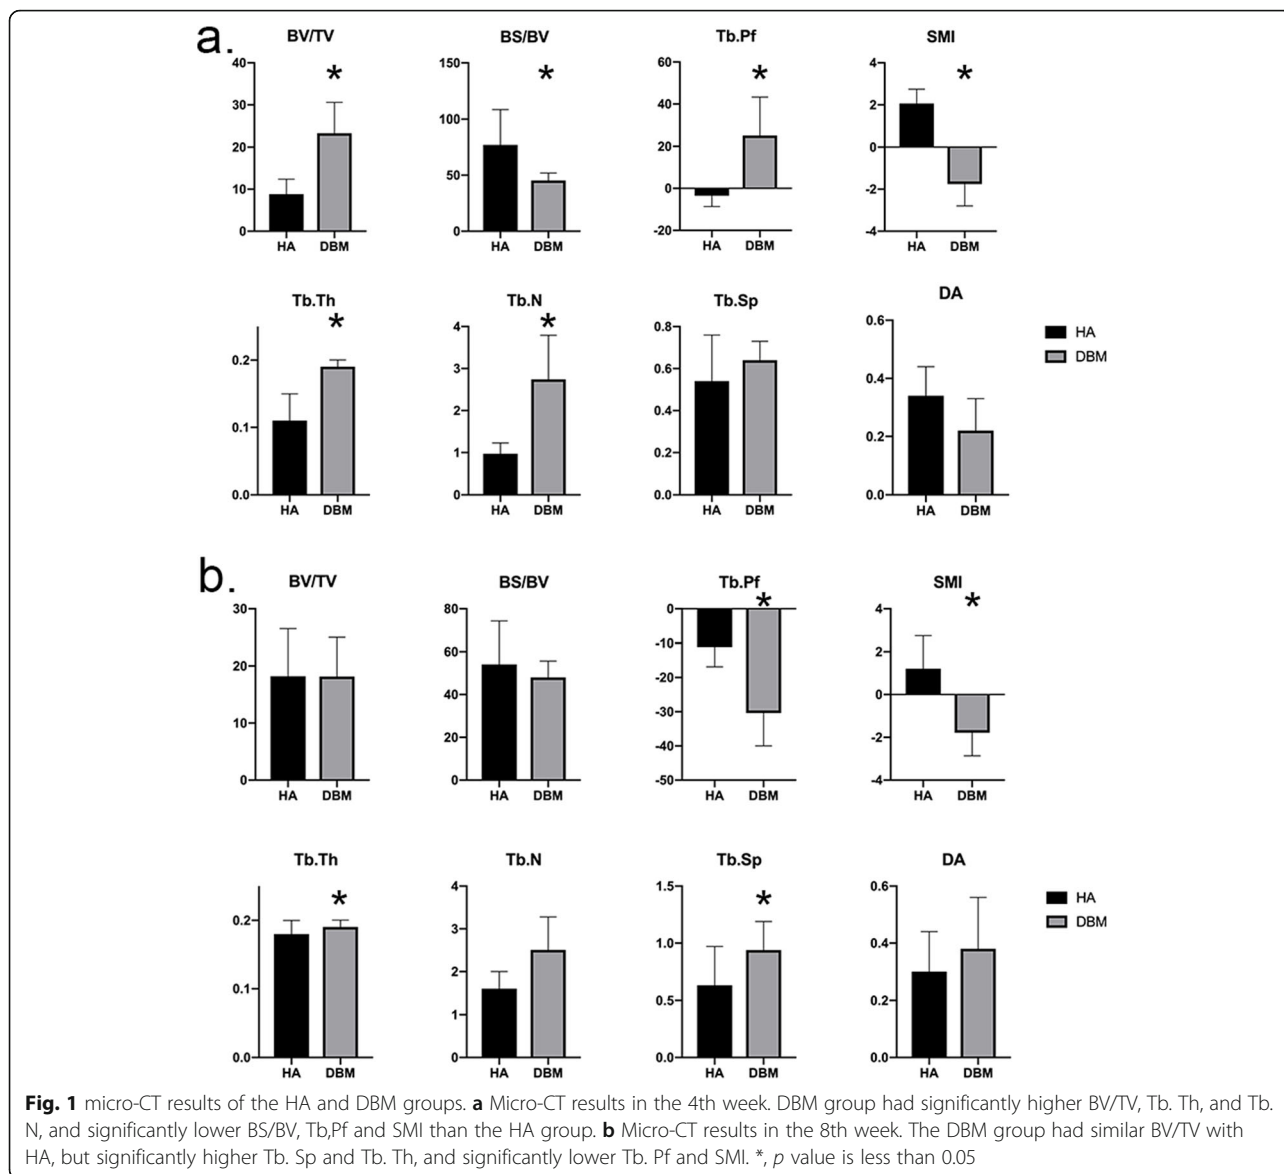 a.
BV/TV
BS/BV
Tb.Pf
SMI
40
30
20
10
0
*
HA DBM
150
100
50
0
*
HA DBM
60
40
20
0
-20
*
HA DBM
4
2
0
-2
-4
*
HA DBM
Tb.Th
Tb.N
Tb.Sp
DA
0.2
0.1
0.0
*
HA DBM
4
3
2
1
0
*
HA DBM
0.8
0.6
0.4
0.2
0.0
HA DBM
0.6
0.4
0.2
0.0
HA DBM
HA
DBM
b.
BV/TV
BS/BV
Tb.Pf
SMI
30
20
10
0
HA DBM
80
60
40
20
0
HA DBM
0
-10
-20
-30
-40
-50
*
HA DBM
4
2
0
-2
-4
*
HA DBM
Tb.Th
Tb.N
Tb.Sp
DA
0.2
0.1
0.0
*
HA DBM
4
3
2
1
0
HA DBM
1.5
1.0
0.5
0.0
*
HA DBM
0.6
0.4
0.2
0.0
HA DBM
HA
DBM
Fig. 1 micro-CT results of the HA and DBM groups. a Micro-CT results in the 4th week. DBM group had significantly higher BV/TV, Tb. Th, and Tb.
N, and significantly lower BS/BV, Tb,Pf and SMI than the HA group. b Micro-CT results in the 8th week. The DBM group had similar BV/TV with
HA, but significantly higher Tb. Sp and Tb. Th, and significantly lower Tb. Pf and SMI. *, p value is less than 0.05